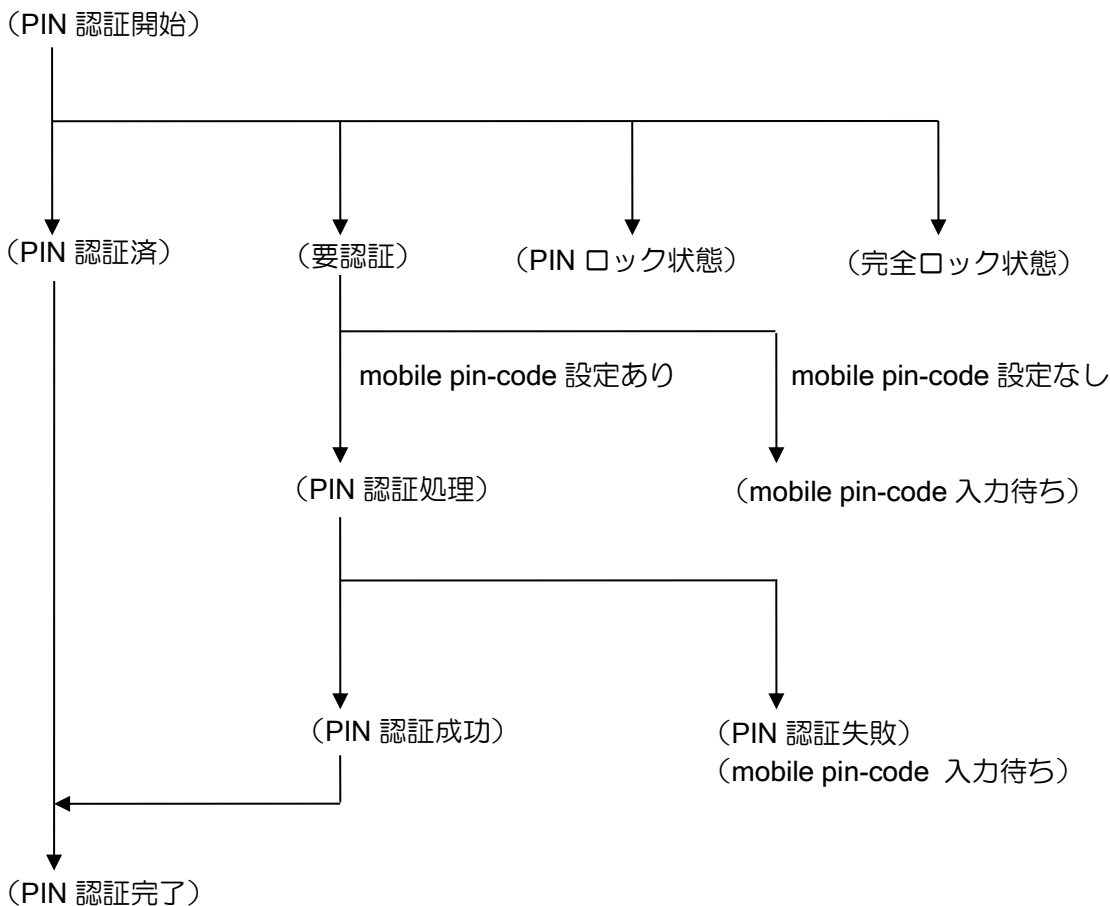 （PIN 認証開始）
（PIN 認証済）
（要認証）
（PIN ロック状態）
（完全ロック状態）
mobile pin-code 設定あり
mobile pin-code 設定なし
（PIN 認証処理）
（mobile pin-code 入力待ち）
（PIN 認証成功）
（PIN 認証失敗）
（mobile pin-code 入力待ち）
（PIN 認証完了）